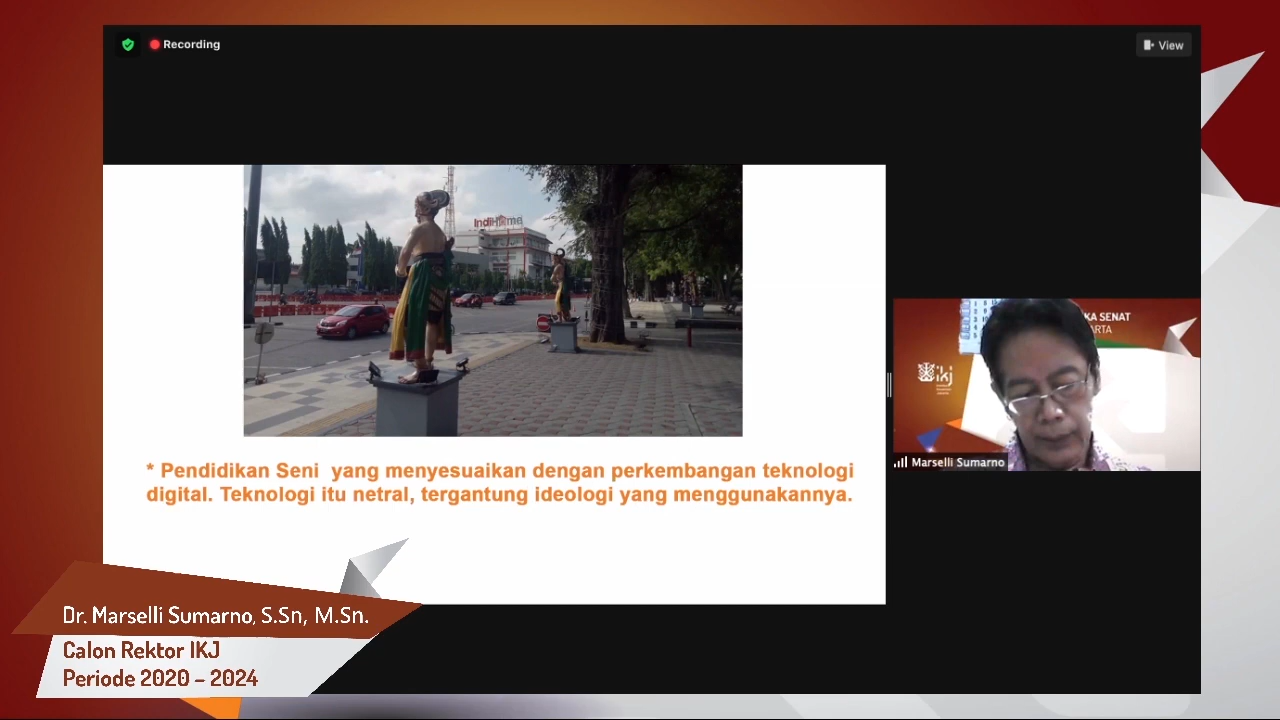 Recording
View
IndiHome
* Pendidikan Seni yang menyesuaikan dengan perkembangan teknologi
digital. Teknologi itu netral, tergantung ideologi yang menggunakannya.
KA SENAT
ARTA
ikj
Marselli Sumarno
Dr. Marselli Sumarno, S.Sn, M.Sn.
Calon Rektor IKJ
Periode 2020 – 2024